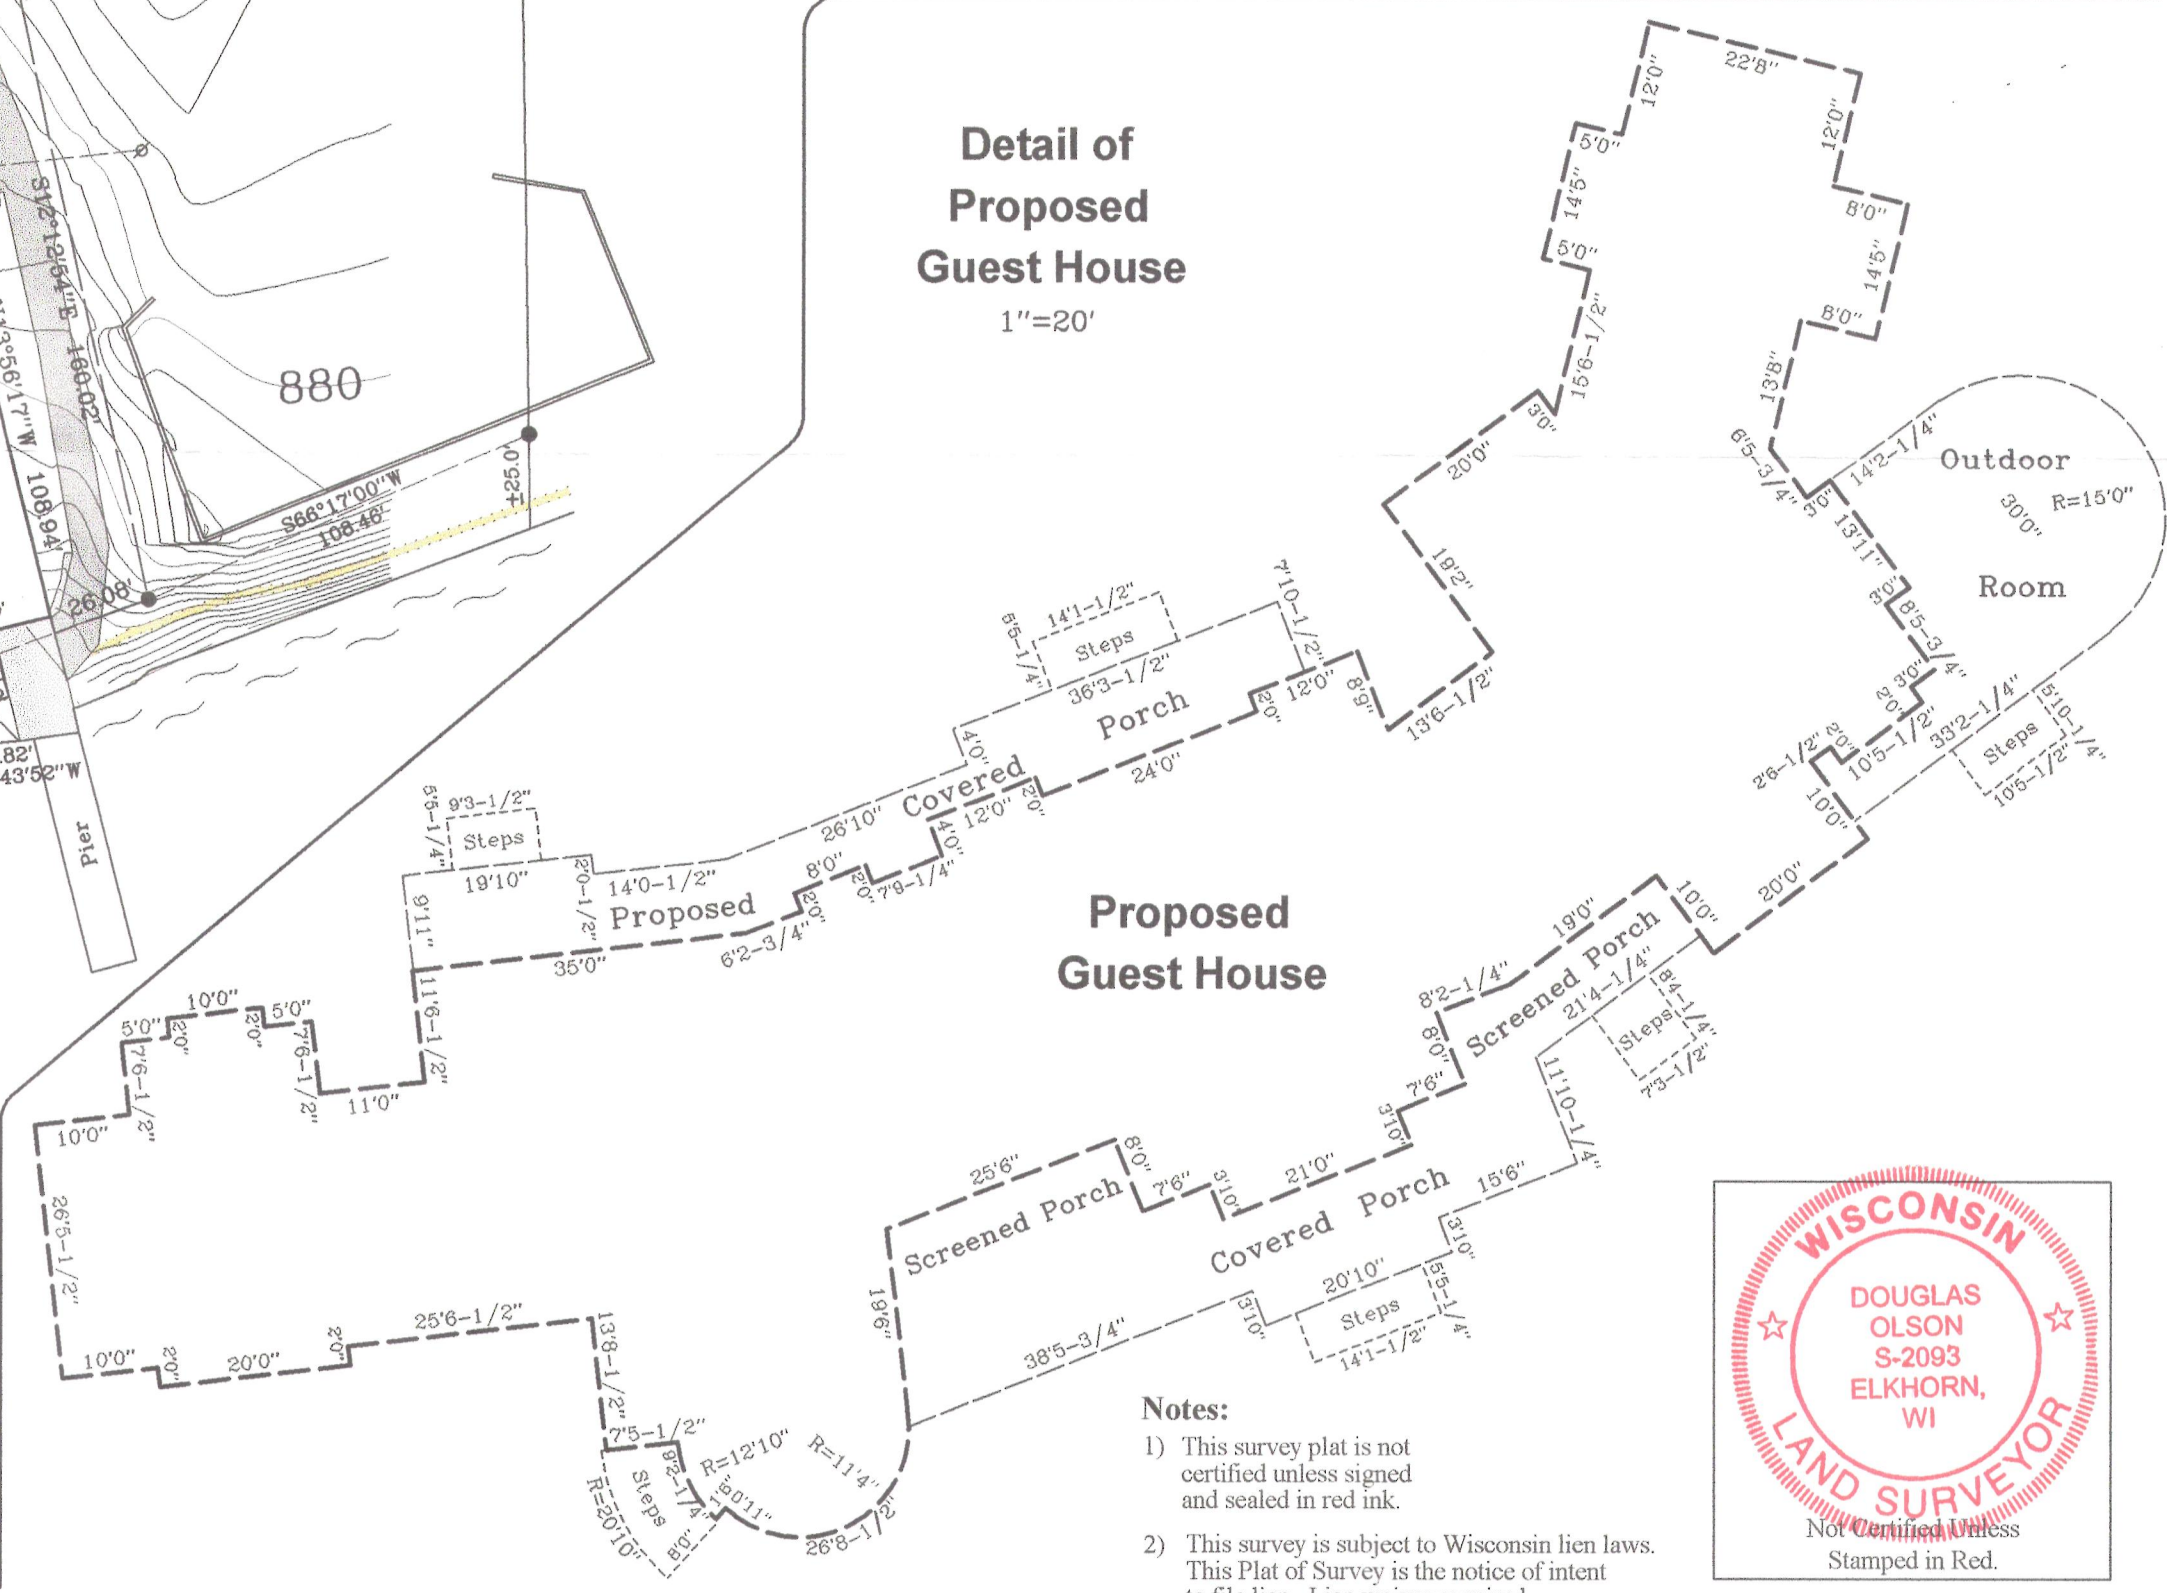 Detail of
Proposed
Guest House
1"=20'
S12°12'54"E 160.02'
108.94'
880
S66°17'00"W
108.46'
±25.0'
26.08'
.82'
43'52"W
Pier
22'8"
12'0"
12'0"
5'0"
14'5"
5'0"
8'0"
14'5"
8'0"
15'6-1/2"
13'8"
3'0"
20'0"
6'5-3/4"
3'0"
14'2-1/4"
Outdoor
30'0"
R=15'0"
Room
13'11"
3'0"
8'5-3/4"
3'0"
2'0"
10'5-1/2"
2'0"
2'6-1/2"
33'2-1/4"
Steps
5'10-1/4"
10'5-1/2"
10'0"
20'0"
19'2"
13'6-1/2"
8'9"
12'0"
7'10-1/2"
14'1-1/2"
5'5-1/4"
Steps
36'3-1/2"
Porch
2'0"
24'0"
4'0"
Covered
2'0"
12'0"
4'0"
26'10"
8'0"
2'0"
7'9-1/4"
2'0"
6'2-3/4"
9'3-1/2"
5'5-1/4"
Steps
19'10"
2'0-1/2"
14'0-1/2"
Proposed
9'11"
35'0"
11'6-1/2"
10'0"
5'0"
5'0"
2'0"
2'0"
7'6-1/2"
7'6-1/2"
11'0"
10'0"
26'5-1/2"
10'0"
2'0"
20'0"
2'0"
25'6-1/2"
13'8-1/2"
7'5-1/2"
Steps
R=20'10"
9'2-1/4"
8'0"
R=12'10"
R=11'4"
26'8-1/2"
19'6"
Proposed
Guest House
10'0"
19'0"
Screened Porch
21'4-1/4"
8'4-1/4"
Steps
7'3-1/2"
8'2-1/4"
8'0"
7'6"
3'10"
11'10-1/4"
25'6"
Screened Porch
8'0"
7'6"
3'10"
21'0"
Covered Porch
15'6"
3'10"
20'10"
Steps
5'5-1/4"
14'1-1/2"
3'10"
38'5-3/4"
Notes:
1) This survey plat is not
certified unless signed
and sealed in red ink.
2) This survey is subject to Wisconsin lien laws.
This Plat of Survey is the notice of intent
WISCONSIN
DOUGLAS
OLSON
S-2093
ELKHORN,
WI
LAND SURVEYOR
Not Certified Unless
Stamped in Red.